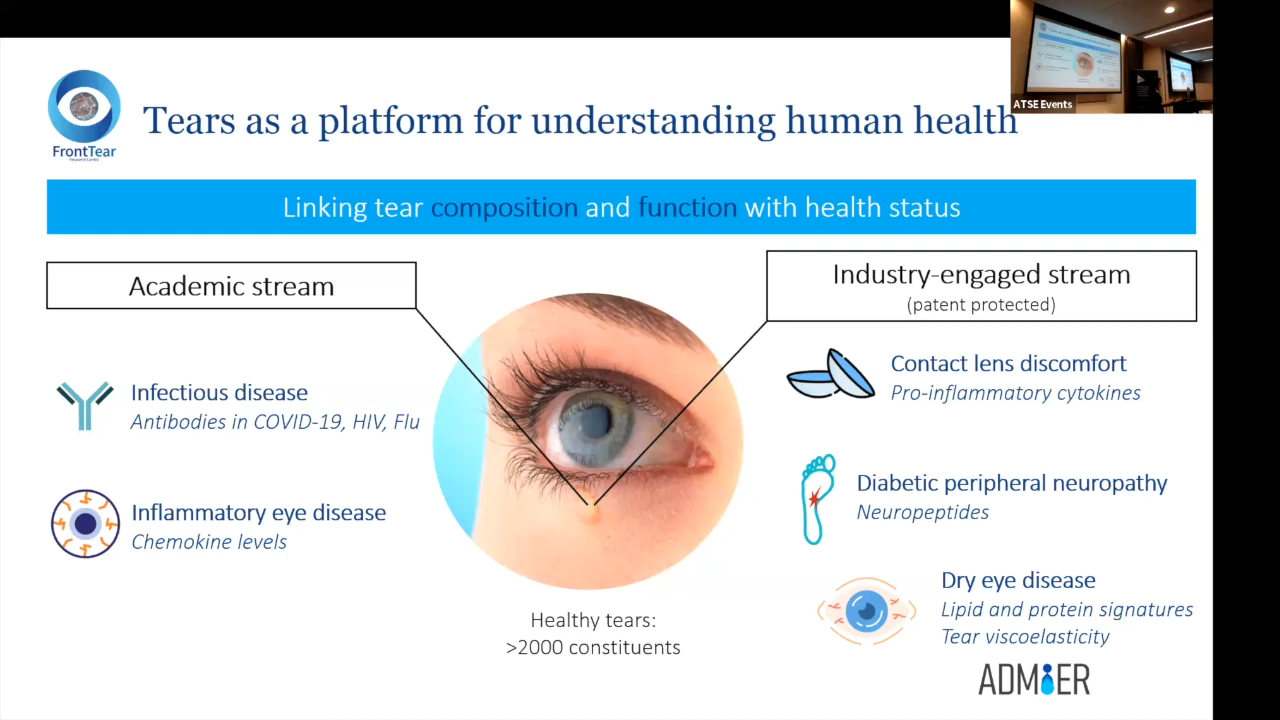 ATSE Events
FrontTear
Research Centre
Tears as a platform for understanding human health
Linking tear composition and function with health status
Academic stream
Industry-engaged stream
(patent protected)
Infectious disease
Antibodies in COVID-19, HIV, Flu
Inflammatory eye disease
Chemokine levels
Healthy tears:
>2000 constituents
Contact lens discomfort
Pro-inflammatory cytokines
Diabetic peripheral neuropathy
Neuropeptides
Dry eye disease
Lipid and protein signatures
Tear viscoelasticity
ADMiER